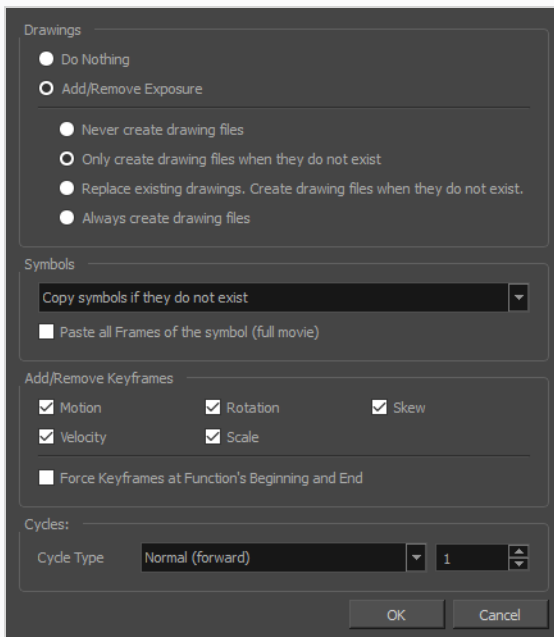 Drawings
Do Nothing
Add/Remove Exposure
Never create drawing files
Only create drawing files when they do not exist
Replace existing drawings. Create drawing files when they do not exist.
Always create drawing files
Symbols
Copy symbols if they do not exist
Paste all Frames of the symbol (full movie)
Add/Remove Keyframes
Motion Rotation Skew
Velocity Scale
Force Keyframes at Function's Beginning and End
Cycles:
Cycle Type Normal (forward) 1
OK Cancel